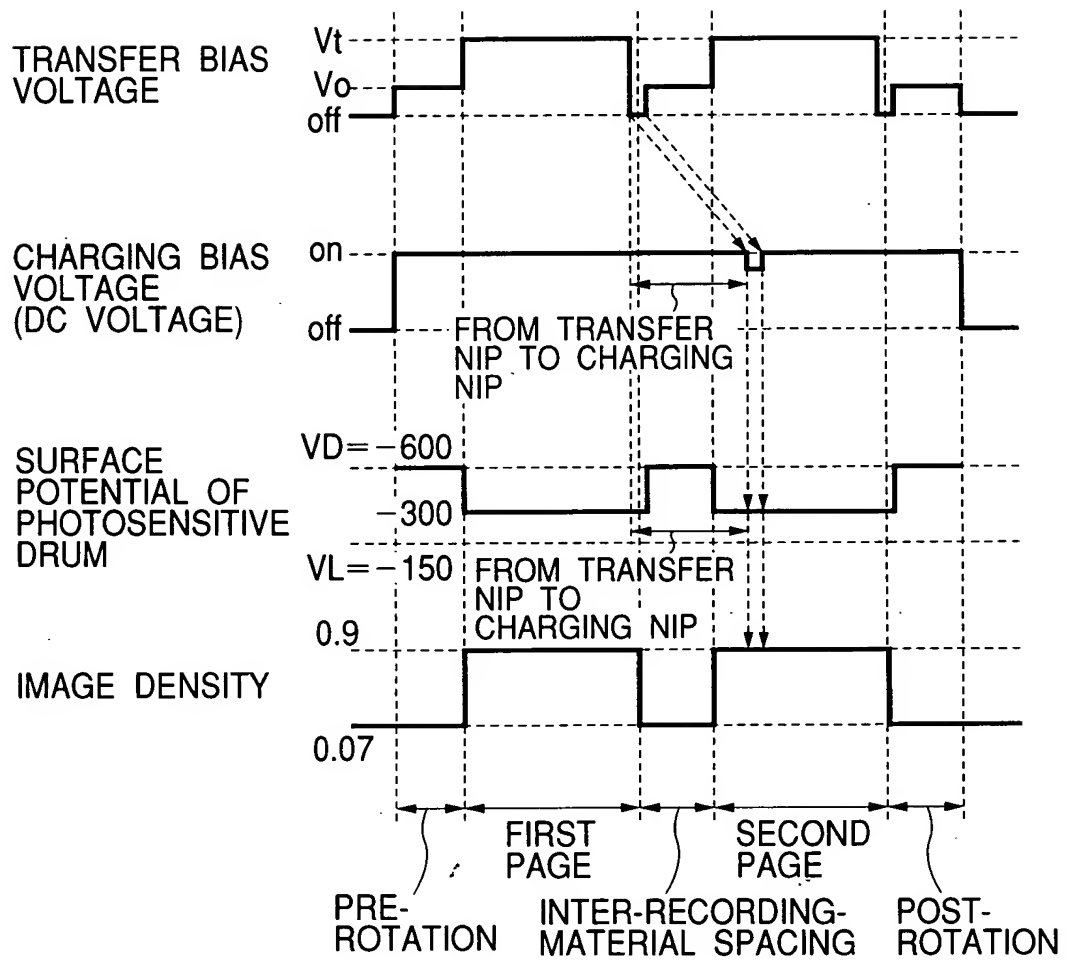 TRANSFER BIAS
VOLTAGE
Vt
Vo
off
CHARGING BIAS
VOLTAGE
(DC VOLTAGE)
on
off
FROM TRANSFER
NIP TO CHARGING
NIP
SURFACE
POTENTIAL OF
PHOTOSENSITIVE
DRUM
VD=-600
-300
VL=-150
FROM TRANSFER
NIP TO
CHARGING NIP
IMAGE DENSITY
0.9
0.07
FIRST
PAGE
SECOND
PAGE
PRE-
ROTATION
INTER-RECORDING-
MATERIAL SPACING
POST-
ROTATION